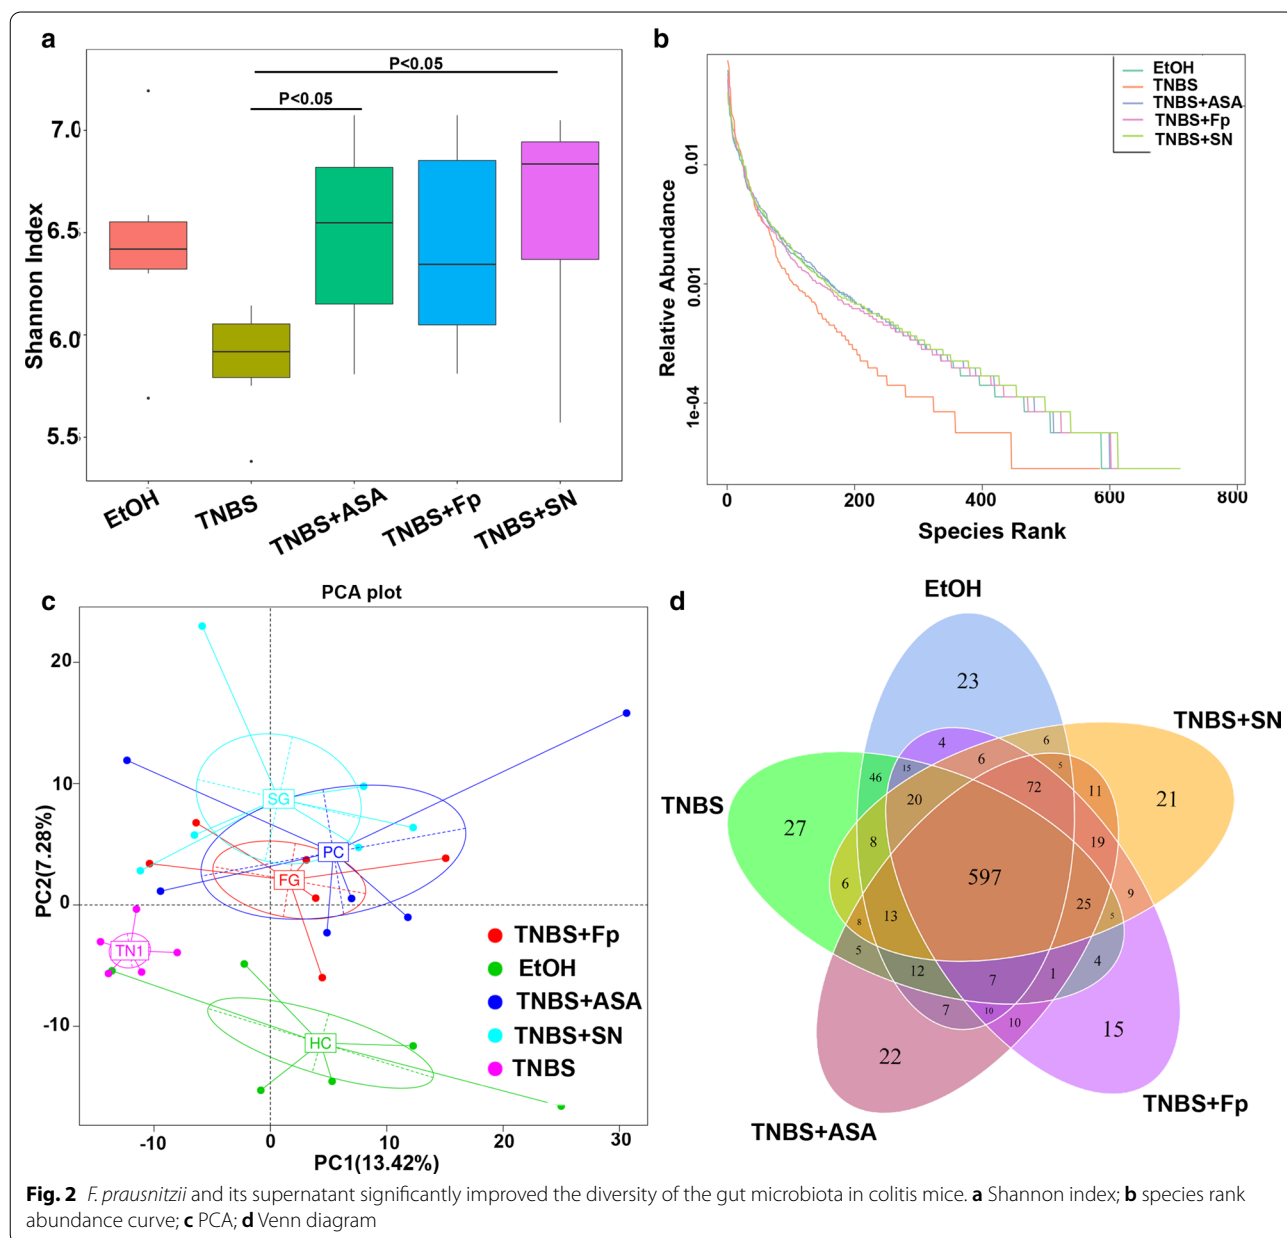 a
P<0.05
P<0.05
7.0
6.5
6.0
5.5
Shannon Index
EtOH
TNBS
TNBS+ASA
TNBS+Fp
TNBS+SN
b
EtOH
TNBS
TNBS+ASA
TNBS+Fp
TNBS+SN
0.01
0.001
1e-04
Relative Abundance
0 200 400 600 800
Species Rank
c
PCA plot
20
10
0
-10
PC2(7.28%)
SG
PC
FG
TN1
HC
TNBS+Fp
EtOH
TNBS+ASA
TNBS+SN
TNBS
-10 0 10 20 30
PC1(13.42%)
d
EtOH
23
TNBS+SN
4
6
6
5
46
15
TNBS
20
72
11
21
27
8
19
6
597
9
8
13
25
5
5
12
7
1
4
7
10
10
15
22
TNBS+Fp
TNBS+ASA
Fig. 2 F. prausnitzii and its supernatant significantly improved the diversity of the gut microbiota in colitis mice. a Shannon index; b species rank
abundance curve; c PCA; d Venn diagram